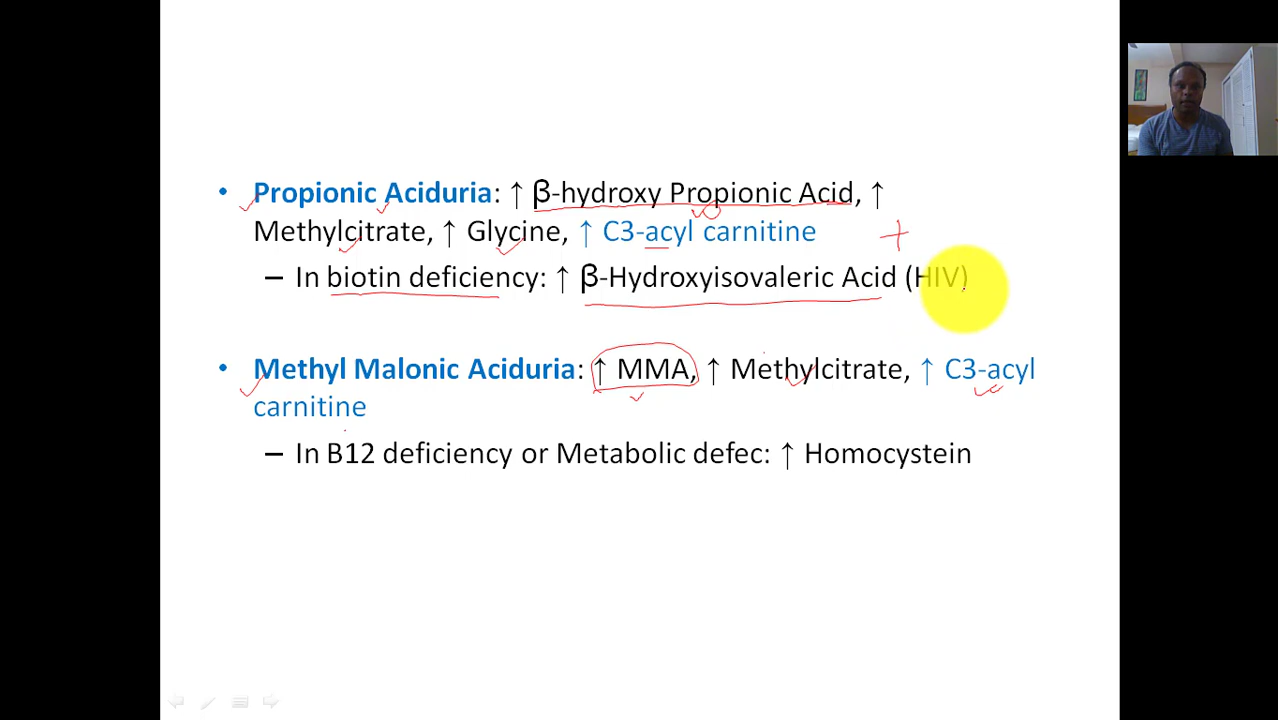 • Propionic Aciduria: ↑ β-hydroxy Propionic Acid, ↑
Methylcitrate, ↑ Glycine, ↑ C3-acyl carnitine +
– In biotin deficiency: ↑ β-Hydroxyisovaleric Acid (HIV)
• Methyl Malonic Aciduria: ↑ MMA, ↑ Methylcitrate, ↑ C3-acyl
carnitine
– In B12 deficiency or Metabolic defec: ↑ Homocystein